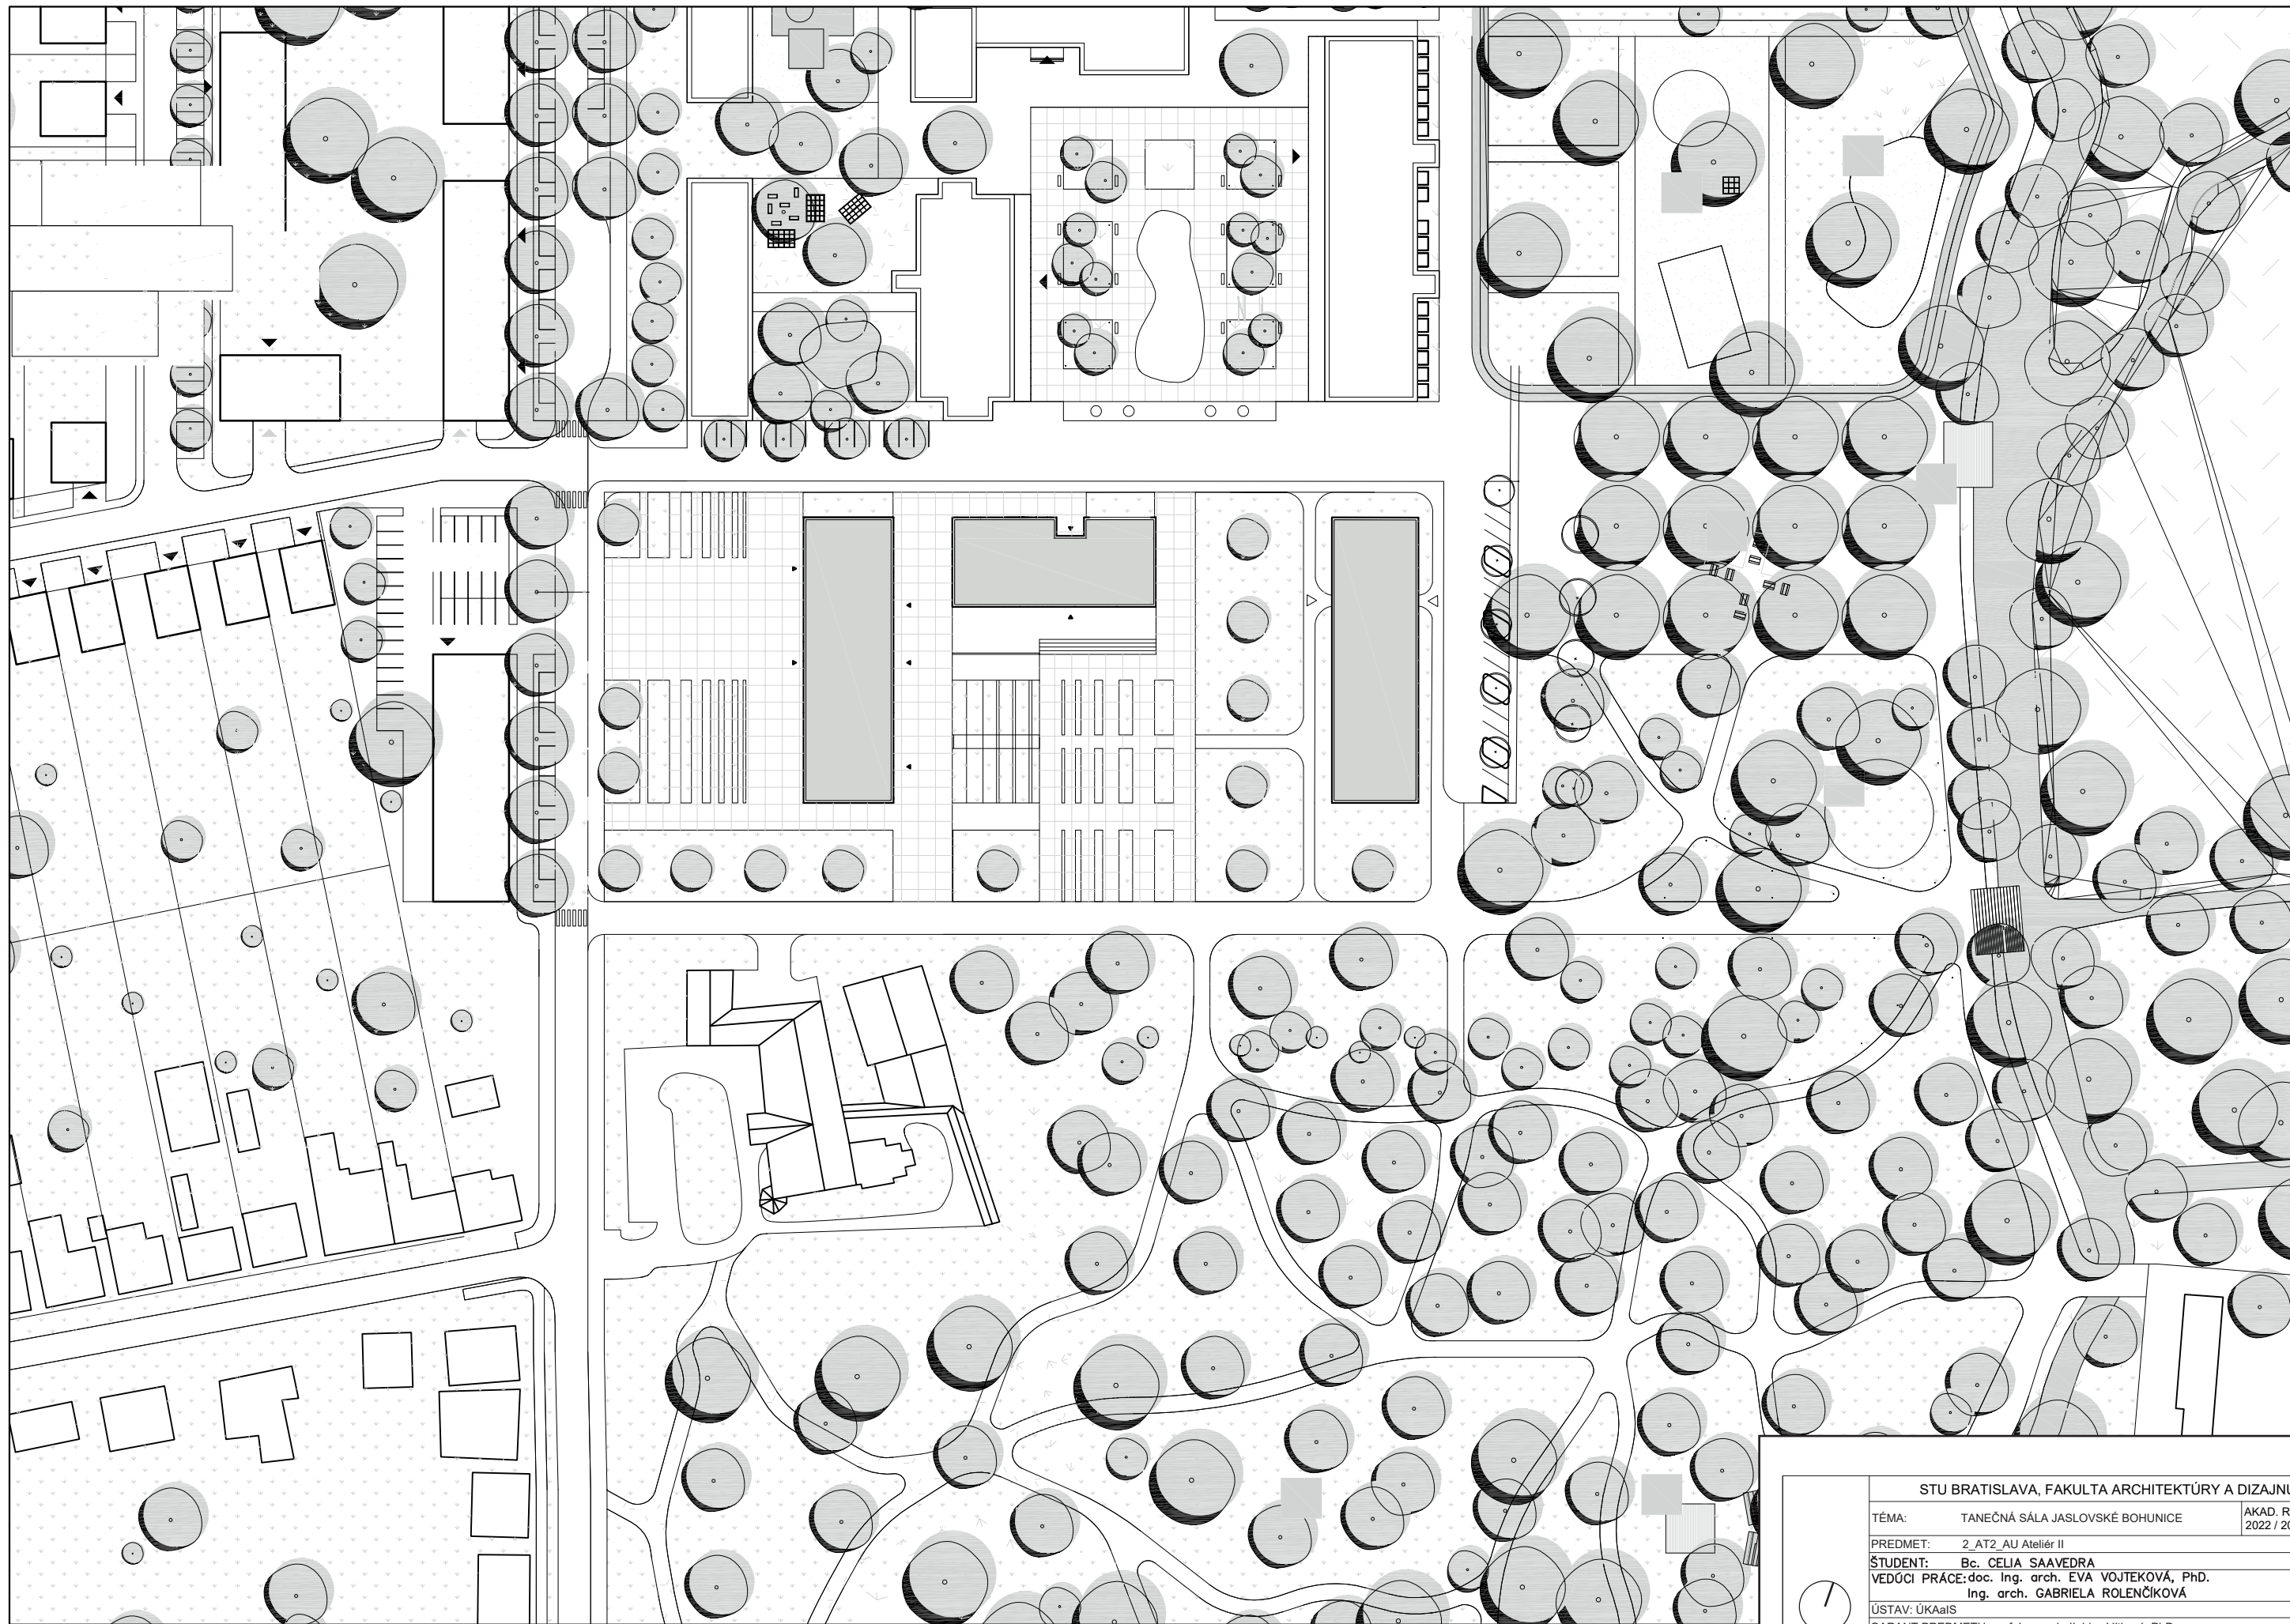 STU BRATISLAVA, FAKULTA ARCHITEKTÚRY A DIZAJNU
TÉMA: TANEČNÁ SÁLA JASLOVSKÉ BOHUNICE
AKAD. R
2022 / 20
PREDMET: 2_AT2_AU Ateliér II
ŠTUDENT: Bc. CELIA SAAVEDRA
VEDÚCI PRÁCE: doc. Ing. arch. EVA VOJTEKOVÁ, PhD.
Ing. arch. GABRIELA ROLENČÍKOVÁ
ÚSTAV: ÚKAaIS